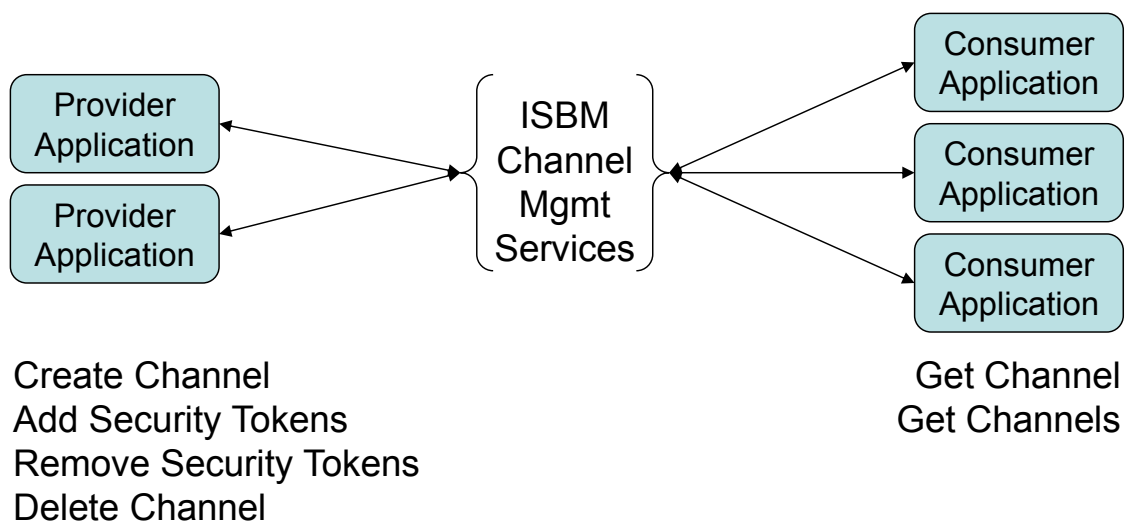 Provider
Application
Provider
Application
ISBM
Channel
Mgmt
Services
Consumer
Application
Consumer
Application
Consumer
Application
Create Channel
Add Security Tokens
Remove Security Tokens
Delete Channel
Get Channel
Get Channels